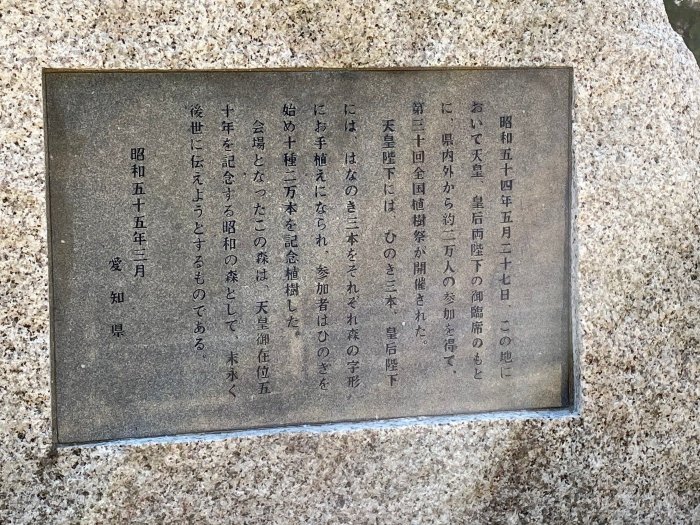 昭和五十四年五月二十七日 この地に
おいて天皇、皇后両陛下の御臨席のもと
に、県内外から約二万人の参加を得て、
第三十回全国植樹祭が開催された。
天皇陛下には、ひのき三本、皇后陛下
には はなのき三本をそれぞれ森の字形
にお手植えになられ、参加者はひのきを
始め十種二万本を記念植樹した。
会場となったこの森は、天皇御在位五
十年を記念する昭和の森として、末永く
後世に伝えようとするものである
昭和五十五年三月
愛知県